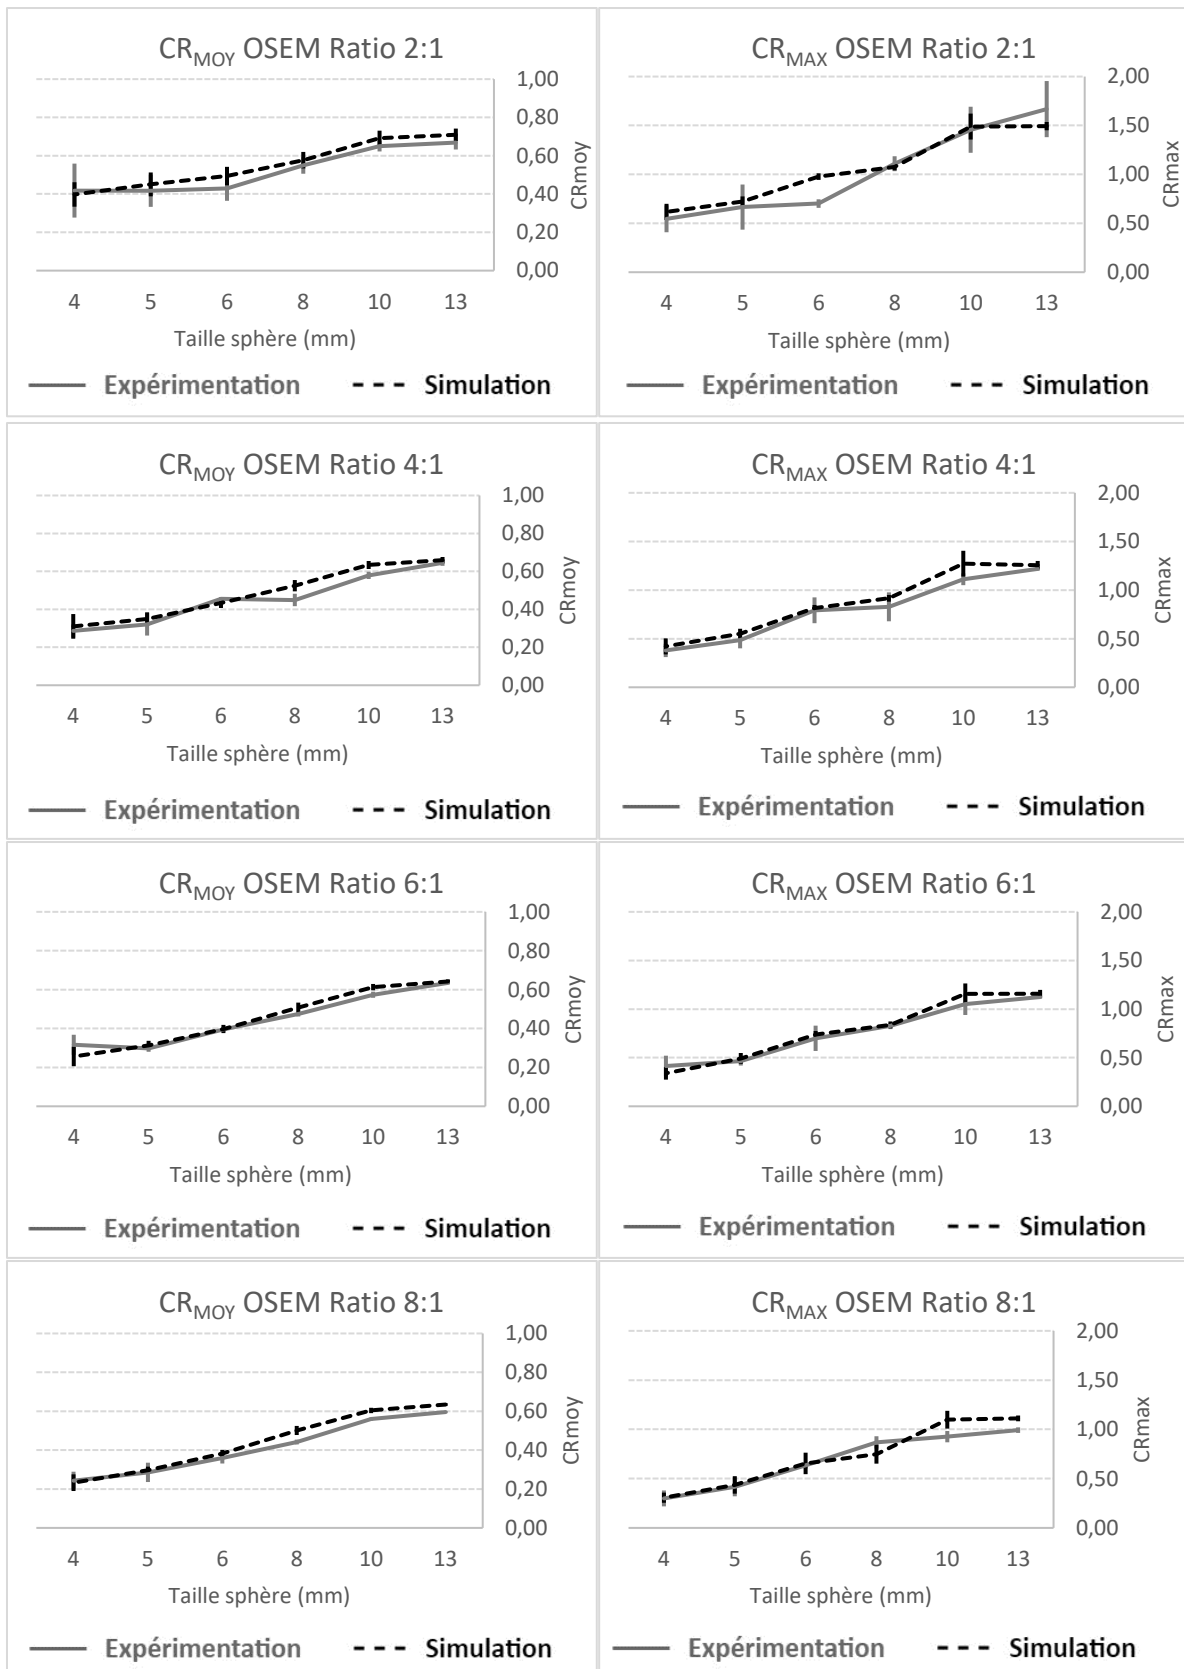 CRMOY OSEM Ratio 2:1
1,00
0,80
0,60
0,40
0,20
0,00
CRmoy
4 5 6 8 10 13
Taille sphère (mm)
Expérimentation Simulation
CRMAX OSEM Ratio 2:1
2,00
1,50
1,00
0,50
0,00
CRmax
4 5 6 8 10 13
Taille sphère (mm)
Expérimentation Simulation
CRMOY OSEM Ratio 4:1
1,00
0,80
0,60
0,40
0,20
0,00
CRmoy
4 5 6 8 10 13
Taille sphère (mm)
Expérimentation Simulation
CRMAX OSEM Ratio 4:1
2,00
1,50
1,00
0,50
0,00
CRmax
4 5 6 8 10 13
Taille sphère (mm)
Expérimentation Simulation
CRMOY OSEM Ratio 6:1
1,00
0,80
0,60
0,40
0,20
0,00
CRmoy
4 5 6 8 10 13
Taille sphère (mm)
Expérimentation Simulation
CRMAX OSEM Ratio 6:1
2,00
1,50
1,00
0,50
0,00
CRmax
4 5 6 8 10 13
Taille sphère (mm)
Expérimentation Simulation
CRMOY OSEM Ratio 8:1
1,00
0,80
0,60
0,40
0,20
0,00
CRmoy
4 5 6 8 10 13
Taille sphère (mm)
Expérimentation Simulation
CRMAX OSEM Ratio 8:1
2,00
1,50
1,00
0,50
0,00
CRmax
4 5 6 8 10 13
Taille sphère (mm)
Expérimentation Simulation